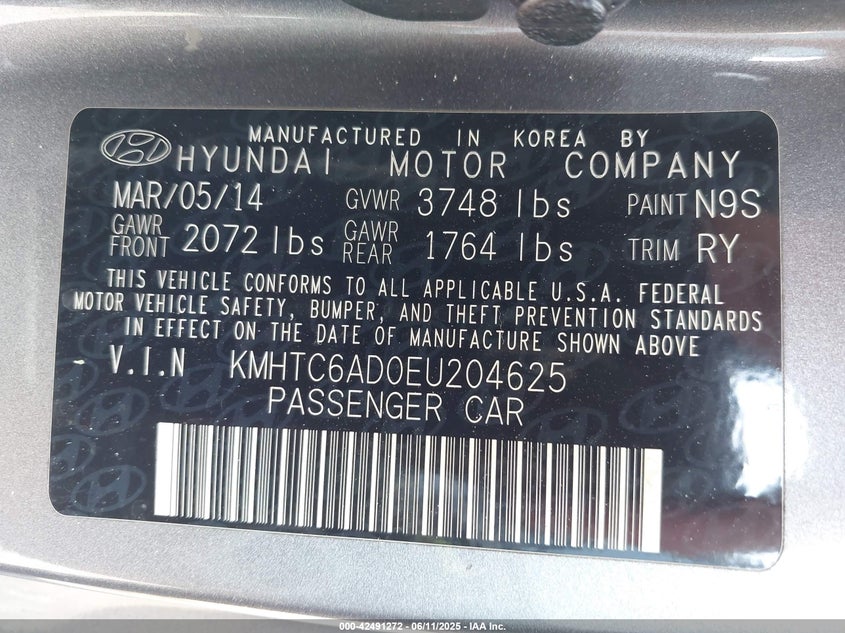 MANUFACTURED IN KOREA BY
HYUNDAI MOTOR COMPANY
MAR/05/14 GVWR 3748 lbs PAINT N9S
GAWR FRONT 2072 lbs GAWR REAR 1764 lbs TRIM RY
THIS VEHICLE CONFORMS TO ALL APPLICABLE U.S.A. FEDERAL
MOTOR VEHICLE SAFETY, BUMPER, AND THEFT PREVENTION STANDARDS
IN EFFECT ON THE DATE OF MANUFACTURE SHOWN ABOVE
V.I.N KMHTC6AD0EU204625
PASSENGER CAR
000-42491272 - 06/11/2025 - IAA Inc.